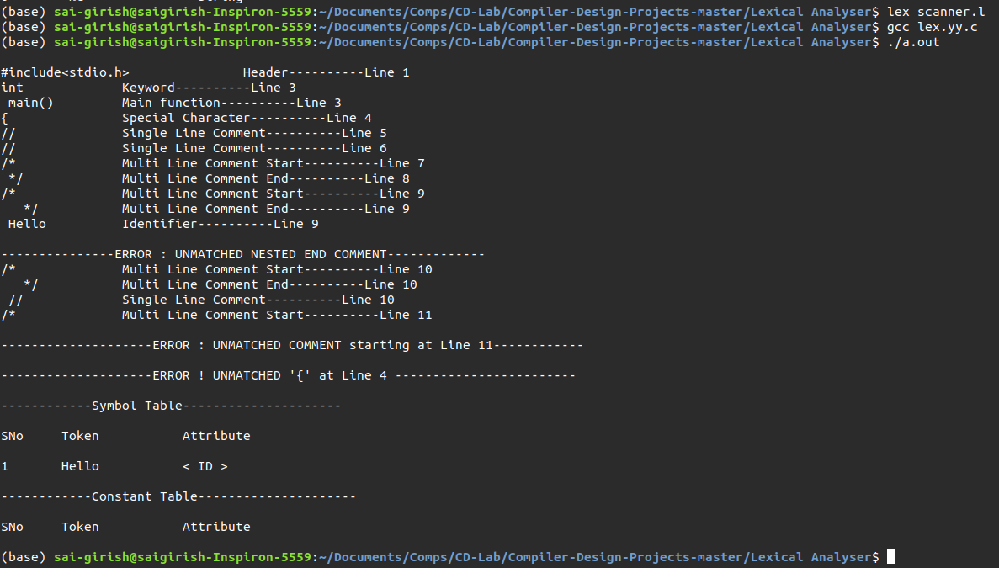 String
(base) sai-girish@saigirish-Inspiron-5559:~/Documents/Comps/CD-Lab/Compiler-Design-Projects-master/Lexical Analyser$ lex scanner.l
(base) sai-girish@saigirish-Inspiron-5559:~/Documents/Comps/CD-Lab/Compiler-Design-Projects-master/Lexical Analyser$ gcc lex.yy.c
(base) sai-girish@saigirish-Inspiron-5559:~/Documents/Comps/CD-Lab/Compiler-Design-Projects-master/Lexical Analyser$ ./a.out
#include<stdio.h> Header----------Line 1
int Keyword----------Line 3
main() Main function----------Line 3
{ Special Character----------Line 4
// Single Line Comment----------Line 5
// Single Line Comment----------Line 6
/* Multi Line Comment Start----------Line 7
*/ Multi Line Comment End----------Line 8
/* Multi Line Comment Start----------Line 9
*/ Multi Line Comment End----------Line 9
Hello Identifier----------Line 9
---------------ERROR : UNMATCHED NESTED END COMMENT-------------
/* Multi Line Comment Start----------Line 10
*/ Multi Line Comment End----------Line 10
// Single Line Comment----------Line 10
/* Multi Line Comment Start----------Line 11
--------------------ERROR : UNMATCHED COMMENT starting at Line 11------------
--------------------ERROR ! UNMATCHED '{' at Line 4 ------------------------
------------Symbol Table---------------------
SNo Token Attribute
1 Hello < ID >
------------Constant Table---------------------
SNo Token Attribute
(base) sai-girish@saigirish-Inspiron-5559:~/Documents/Comps/CD-Lab/Compiler-Design-Projects-master/Lexical Analyser$